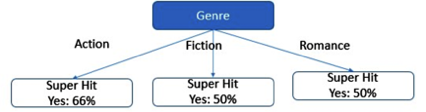 Genre
Action
Fiction
Romance
Super Hit
Yes: 66%
Super Hit
Yes: 50%
Super Hit
Yes: 50%